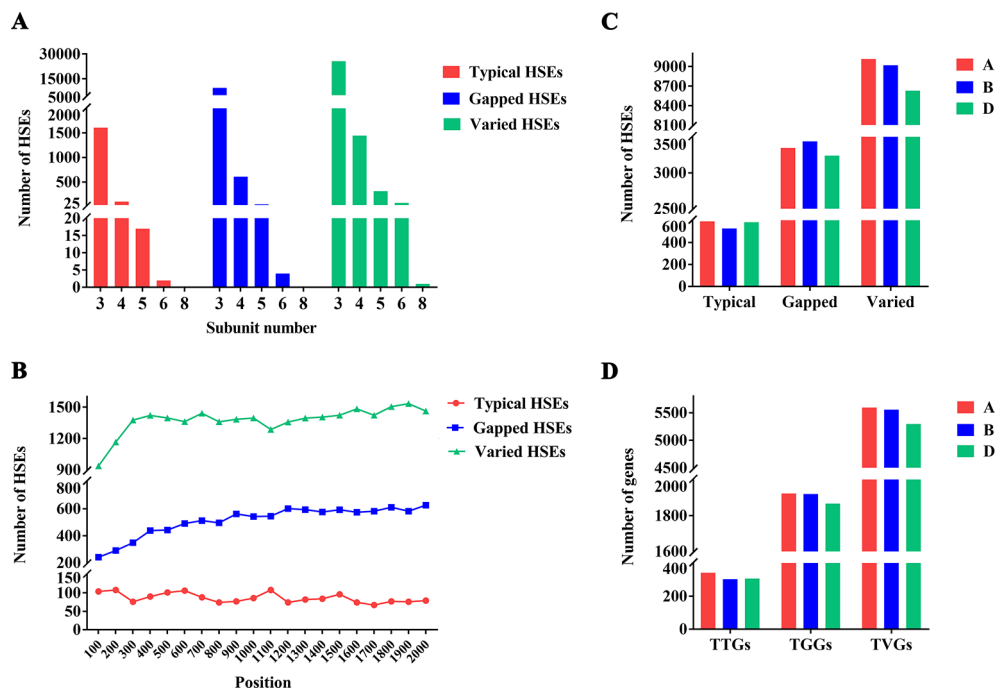 A
Number of HSEs
30000
15000
5000
2000
1500
1000
500
25
20
15
10
5
0
3 4 5 6 8 3 4 5 6 8 3 4 5 6 8
Subunit number
Typical HSEs
Gapped HSEs
Varied HSEs
C
Number of HSEs
9000
8700
8400
8100
3500
3000
2500
600
400
200
0
Typical Gapped Varied
A
B
D
B
Number of HSEs
1500
1200
900
800
600
400
200
150
100
50
0
100 200 300 400 500 600 700 800 900 1000 1100 1200 1300 1400 1500 1600 1700 1800 1900 2000
Position
Typical HSEs
Gapped HSEs
Varied HSEs
D
Number of genes
5500
5000
4500
2000
1800
1600
400
200
0
TTGs TGGs TVGs
A
B
D